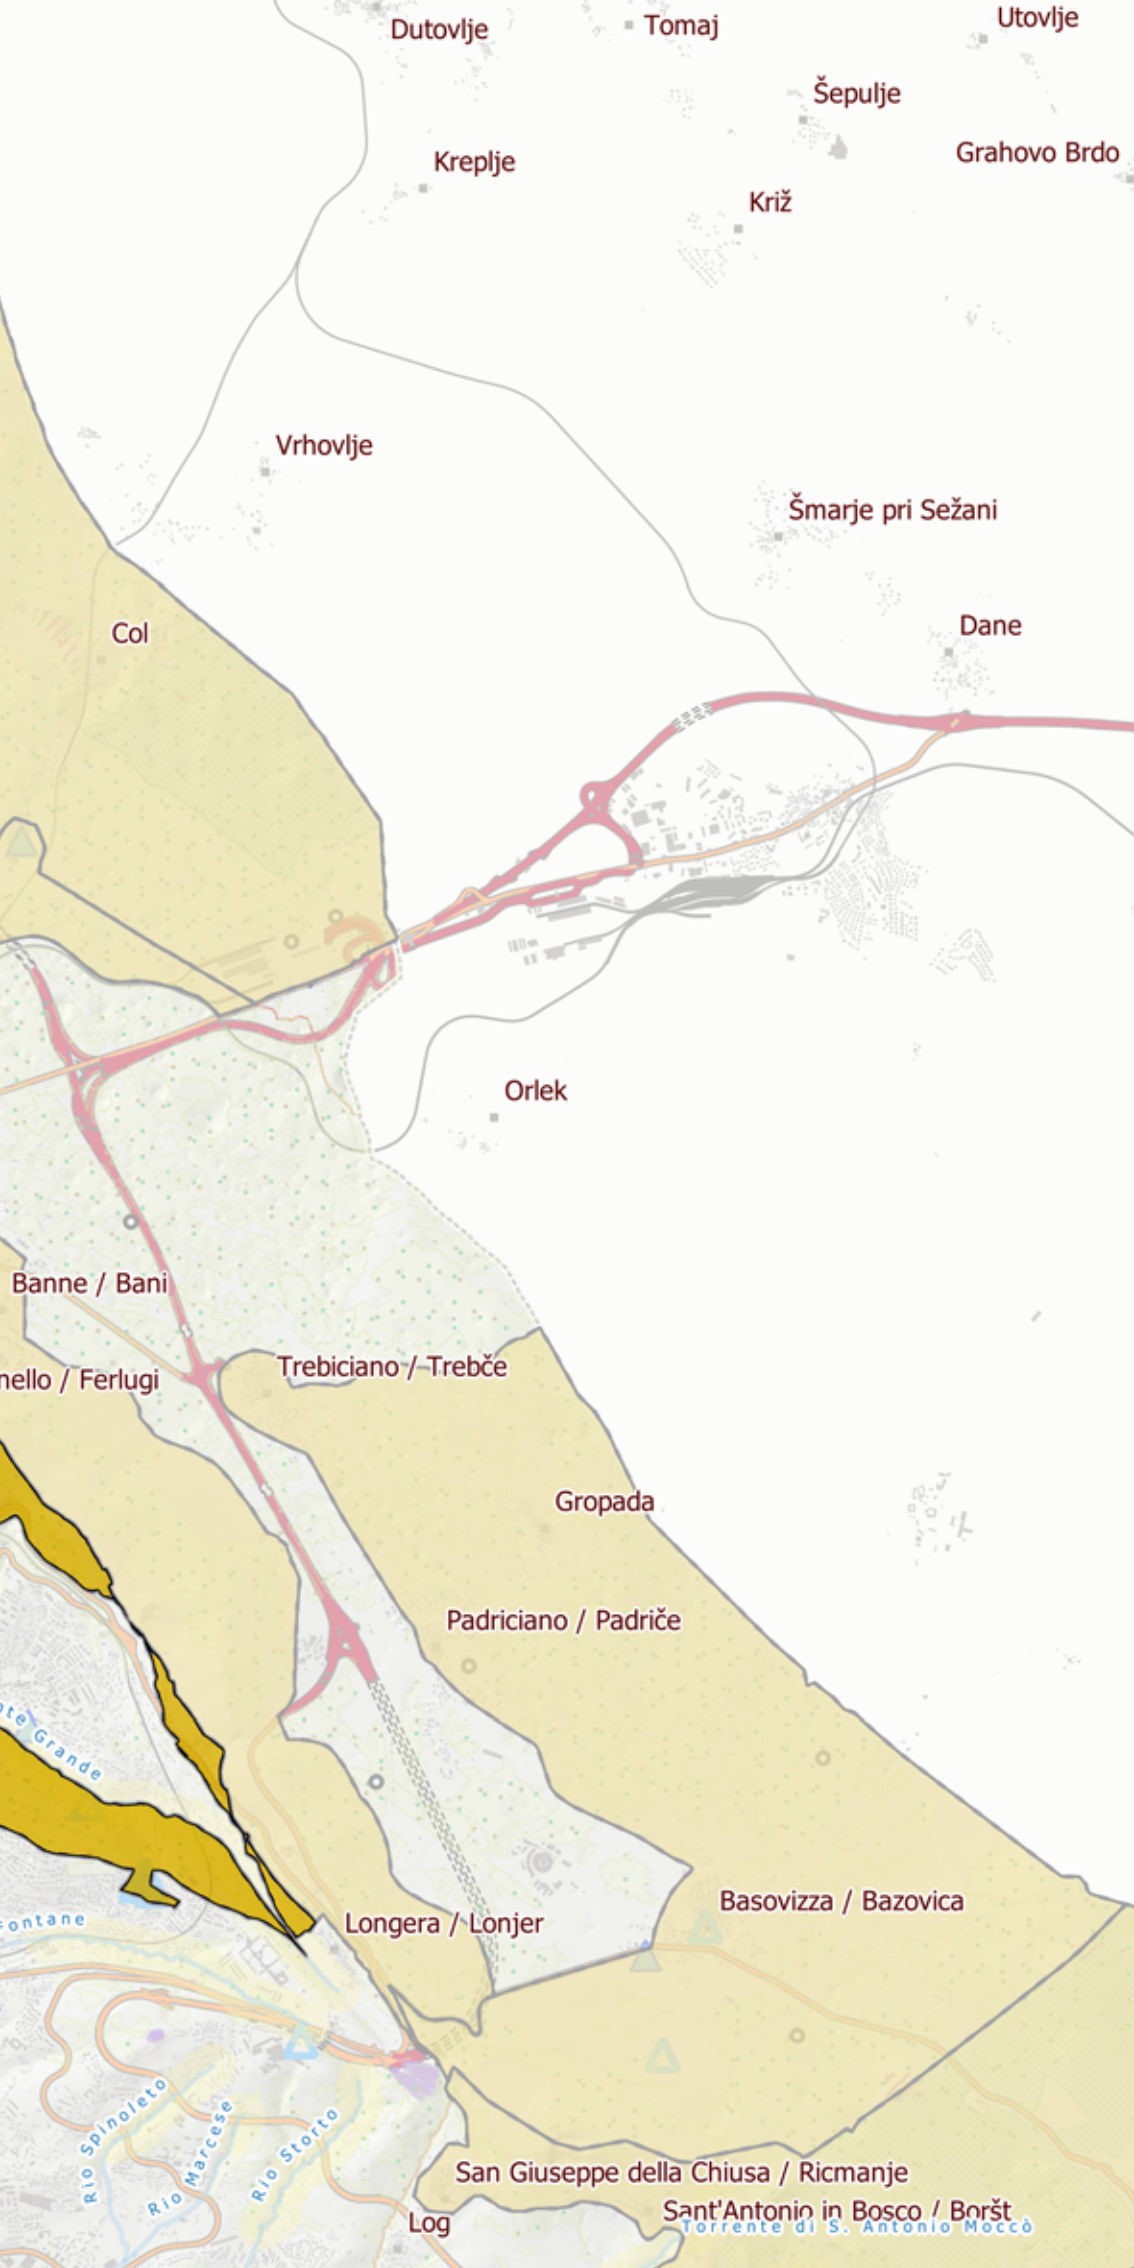 Dutovlje
Tomaj
Utovlje
Šepulje
Kreplje
Grahovo Brdo
Križ
Vrhovlje
Šmarje pri Sežani
Dane
Col
Orlek
Banne / Bani
Trebiciano / Trebče
nello / Ferlugi
Gropada
Padriciano / Padriče
Grande
Basovizza / Bazovica
Longera / Lonjer
Fontane
Rio Spinoleto
Rio Marcese
Rio Storto
San Giuseppe della Chiusa / Ricmanje
Sant'Antonio in Bosco / Boršt
Log
Torrente di S. Antonio Moccò